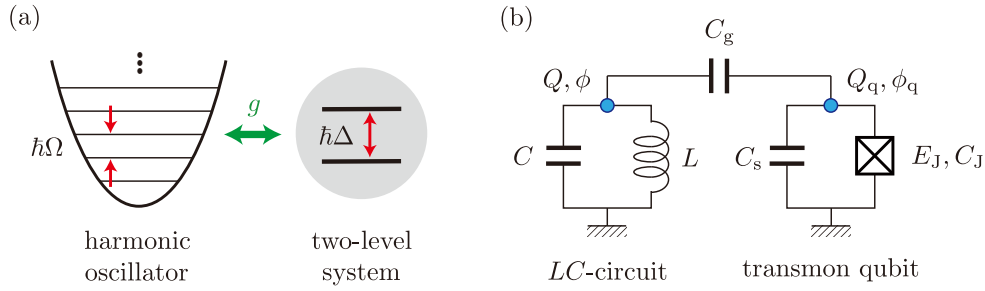 (a)
ħΩ
g
ħΔ
harmonic
oscillator
two-level
system
(b)
C_g
Q, ϕ
Q_q, ϕ_q
C
L
C_s
E_J, C_J
LC-circuit
transmon qubit